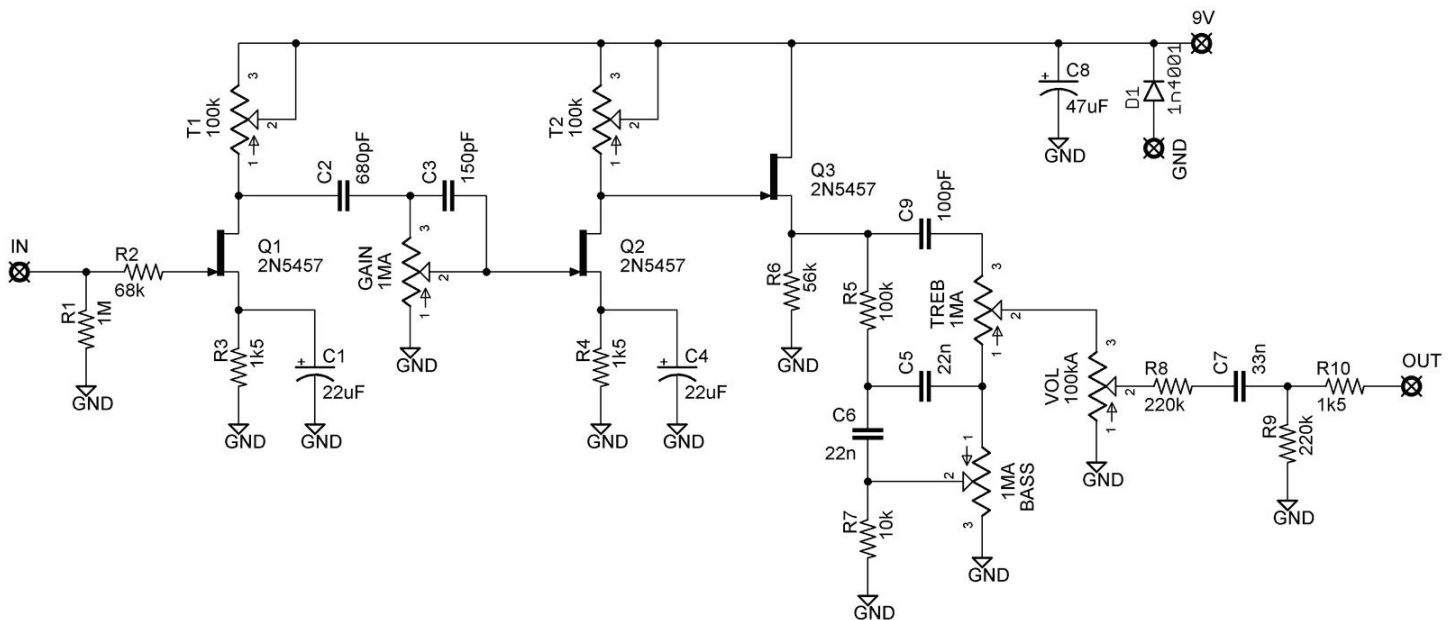 9V
3
T1
100k
2
1
3
T2
100k
2
1
+
C8
47uF
GND
D1
1n4001
GND
C2
680pF
C3
150pF
Q3
2N5457
C9
100pF
IN
R2
68k
Q1
2N5457
3
GAIN
1MA
2
1
GND
Q2
2N5457
R6
56k
GND
R5
100k
3
TREB
1MA
2
1
R1
1M
GND
R3
1k5
GND
+
C1
22uF
GND
R4
1k5
GND
+
C4
22uF
GND
C5
22n
C6
22n
3
VOL
100kA
2
1
GND
R8
220k
C7
33n
R10
1k5
OUT
R9
220k
GND
1
2
1MA
BASS
3
GND
R7
10k
GND